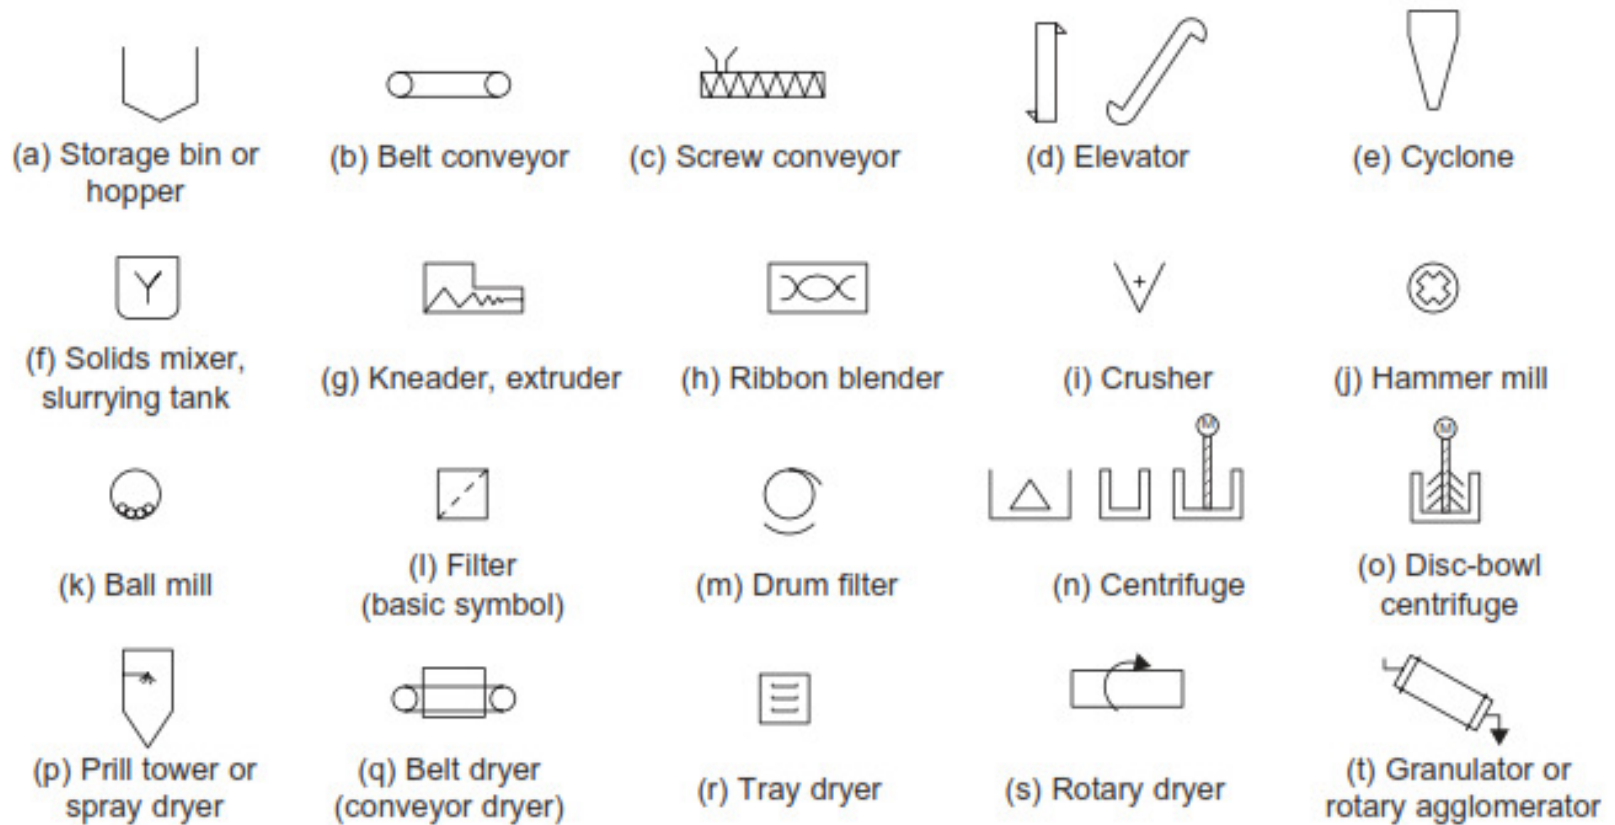 (a) Storage bin or
hopper
(b) Belt conveyor
(c) Screw conveyor
(d) Elevator
(e) Cyclone
(f) Solids mixer,
slurrying tank
(g) Kneader, extruder
(h) Ribbon blender
(i) Crusher
(j) Hammer mill
M
M
(k) Ball mill
(l) Filter
(basic symbol)
(m) Drum filter
(n) Centrifuge
(o) Disc-bowl
centrifuge
(p) Prill tower or
spray dryer
(q) Belt dryer
(conveyor dryer)
(r) Tray dryer
(s) Rotary dryer
(t) Granulator or
rotary agglomerator